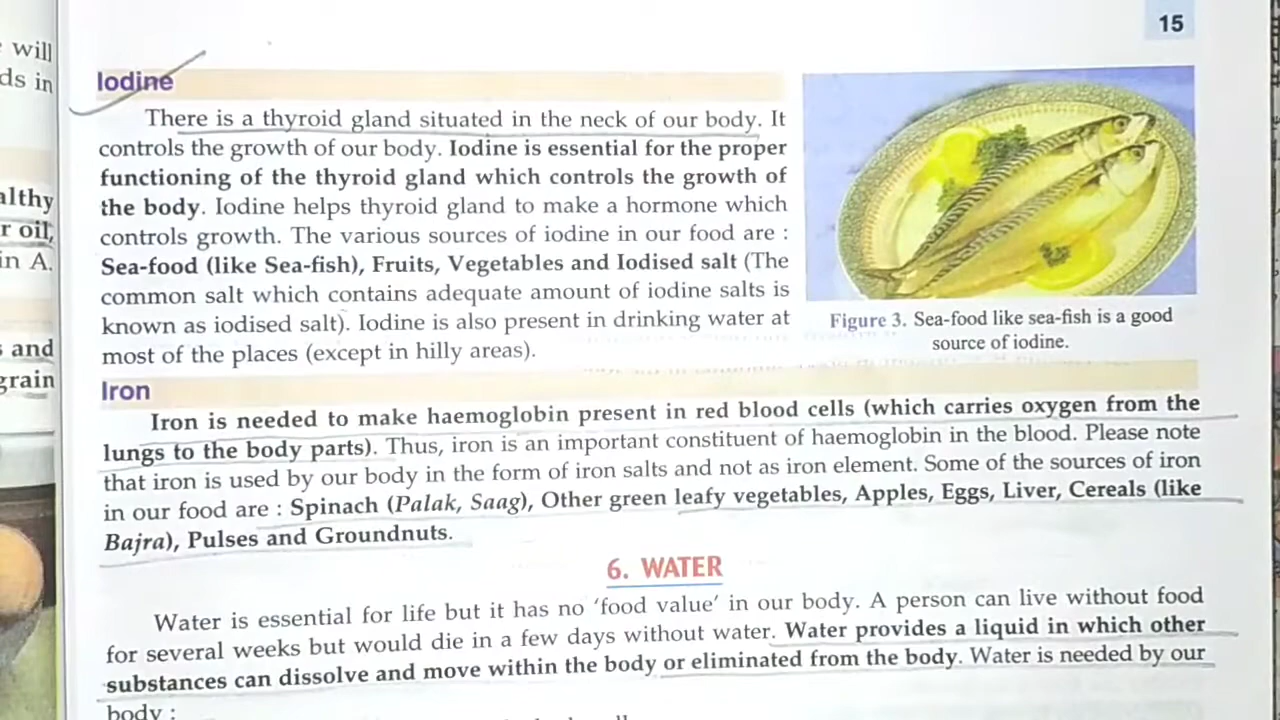 will
ds in
althy
r oil,
in A.
and
grain
15
Iodine
There is a thyroid gland situated in the neck of our body. It
controls the growth of our body. Iodine is essential for the proper
functioning of the thyroid gland which controls the growth of
the body. Iodine helps thyroid gland to make a hormone which
controls growth. The various sources of iodine in our food are :
Sea-food (like Sea-fish), Fruits, Vegetables and Iodised salt (The
common salt which contains adequate amount of iodine salts is
known as iodised salt). Iodine is also present in drinking water at
most of the places (except in hilly areas).
Figure 3. Sea-food like sea-fish is a good
source of iodine.
Iron
Iron is needed to make haemoglobin present in red blood cells (which carries oxygen from the
lungs to the body parts). Thus, iron is an important constituent of haemoglobin in the blood. Please note
that iron is used by our body in the form of iron salts and not as iron element. Some of the sources of iron
in our food are : Spinach (Palak, Saag), Other green leafy vegetables, Apples, Eggs, Liver, Cereals (like
Bajra), Pulses and Groundnuts.
6. WATER
Water is essential for life but it has no ‘food value’ in our body. A person can live without food
for several weeks but would die in a few days without water. Water provides a liquid in which other
substances can dissolve and move within the body or eliminated from the body. Water is needed by our
body :